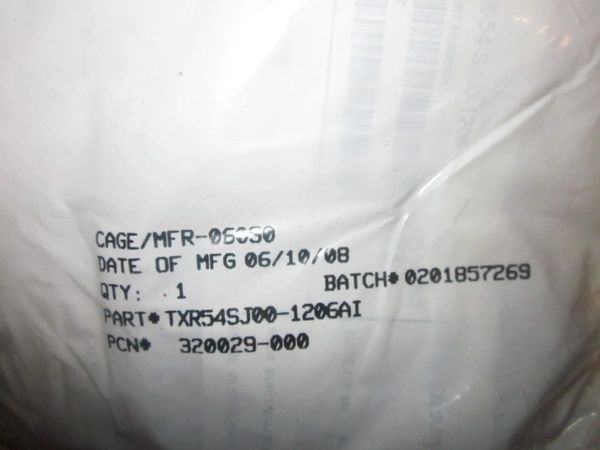 CAGE/MFR-06090
DATE OF MFG 06/10/08
QTY: 1 BATCH# 0201857269
PART# TXR54SJ00-1206AI
PCN# 320029-000